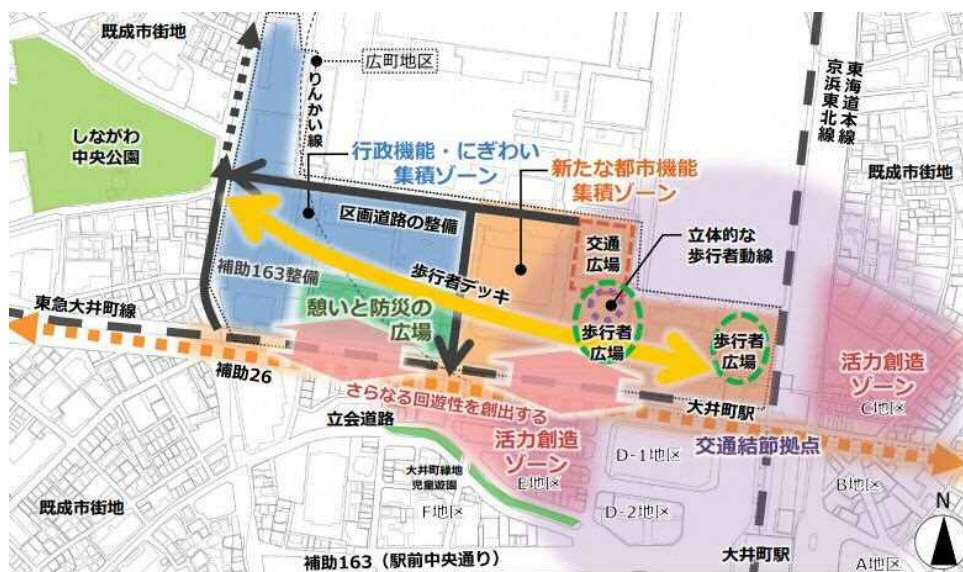 既成市街地
広町地区
りんかい線
東海道本線
京浜東北線
しながわ
中央公園
行政機能・にぎわい
集積ゾーン
新たな都市機能
集積ゾーン
既成市街地
区画道路の整備
交通
広場
立体的な
歩行者動線
補助163整備
歩行者デッキ
憩いと防災の
広場
東急大井町線
歩行者
広場
歩行者
広場
活力創造
ゾーン
C地区
補助26
さらなる回遊性を創出する
大井町駅
立会道路
活力創造
ゾーン
E地区
交通結節拠点
D-1地区
大井町緑地
児童遊園
F地区
D-2地区
B地区
既成市街地
N
補助163（駅前中央通り）
大井町駅
A地区